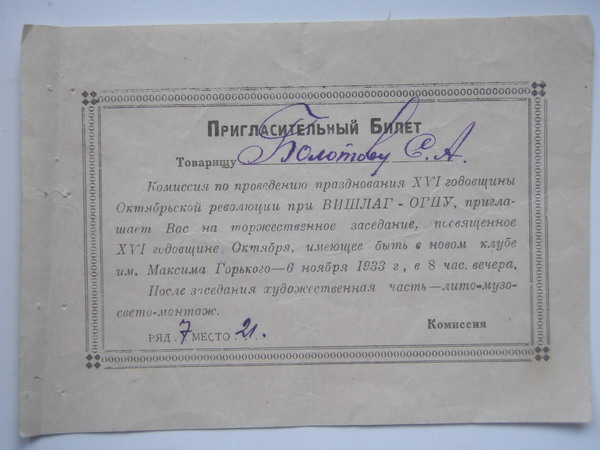 Пригласительный Билет
Товарищу Болотову С. А.
Комиссия по проведению празднования XVI годовщины
Октябрьской революции при ВИШЛАГ-ОГПУ, пригла-
шает Вас на торжественное заседание, посвященное
XVI годовщине Октября, имеющее быть в новом клубе
им. Максима Горького—6 ноября 1933 г, в 8 час. вечера,
После заседания художественная часть—лито-музо-
свето-монтаж.
Комиссия
РЯД 7 МЕСТО 21.